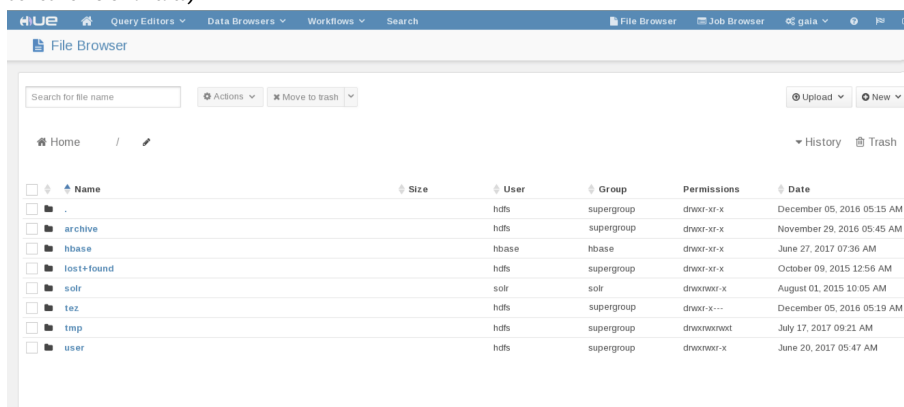 HUE Query Editors Data Browsers Workflows Search File Browser Job Browser gaia
File Browser
Search for file name Actions Move to trash Upload New
Home / History Trash
Name Size User Group Permissions Date
. hdfs supergroup drwxr-xr-x December 05, 2016 05:15 AM
archive hdfs supergroup drwxr-xr-x November 29, 2016 05:45 AM
hbase hbase hbase drwxr-xr-x June 27, 2017 07:36 AM
lost+found hdfs supergroup drwxr-xr-x October 09, 2015 12:56 AM
solr solr solr drwxrwxr-x August 01, 2015 10:05 AM
tez hdfs supergroup drwxr-x--- December 05, 2016 05:19 AM
tmp hdfs supergroup drwxrwxrwxt July 17, 2017 09:21 AM
user hdfs supergroup drwxrwxr-x June 20, 2017 05:47 AM